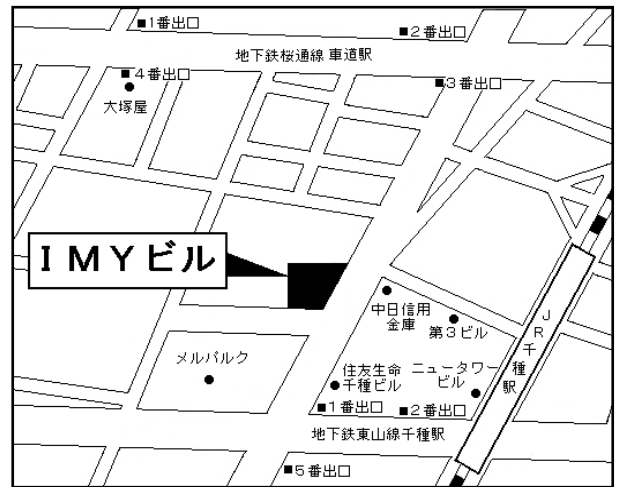 ■1番出口
■2番出口
地下鉄桜通線 車道駅
■4番出口
■3番出口
大塚屋
IMYビル
中日信用
金庫
第3ビル
JR千種駅
メルパルク
住友生命
千種ビル
ニュータワー
ビル
■1番出口
■2番出口
地下鉄東山線千種駅
■5番出口